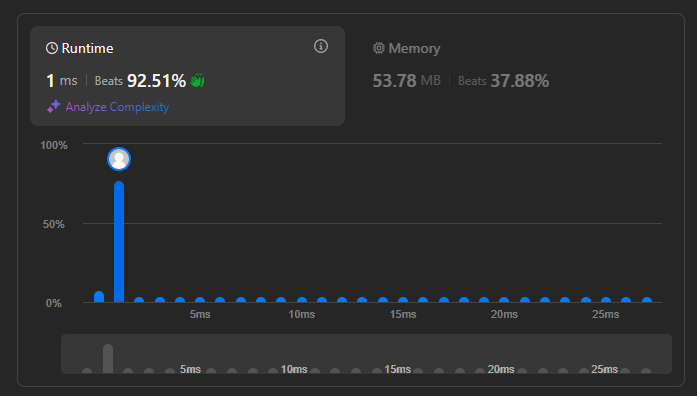 Runtime
1 ms | Beats 92.51%
Analyze Complexity
Memory
53.78 MB | Beats 37.88%
100%
50%
0%
5ms 10ms 15ms 20ms 25ms
5ms 10ms 15ms 20ms 25ms